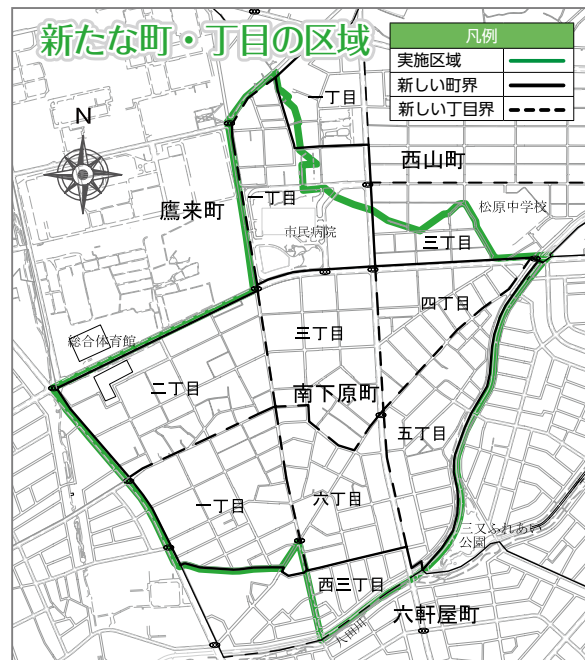 新たな町・丁目の区域
凡例
実施区域
新しい町界
新しい丁目界
N
一丁目
西山町
鷹来町
一丁目
松原中学校
市民病院
三丁目
四丁目
総合体育館
三丁目
二丁目
南下原町
五丁目
一丁目
六丁目
三又ふれあい
公園
西三丁目
八田川
六軒屋町